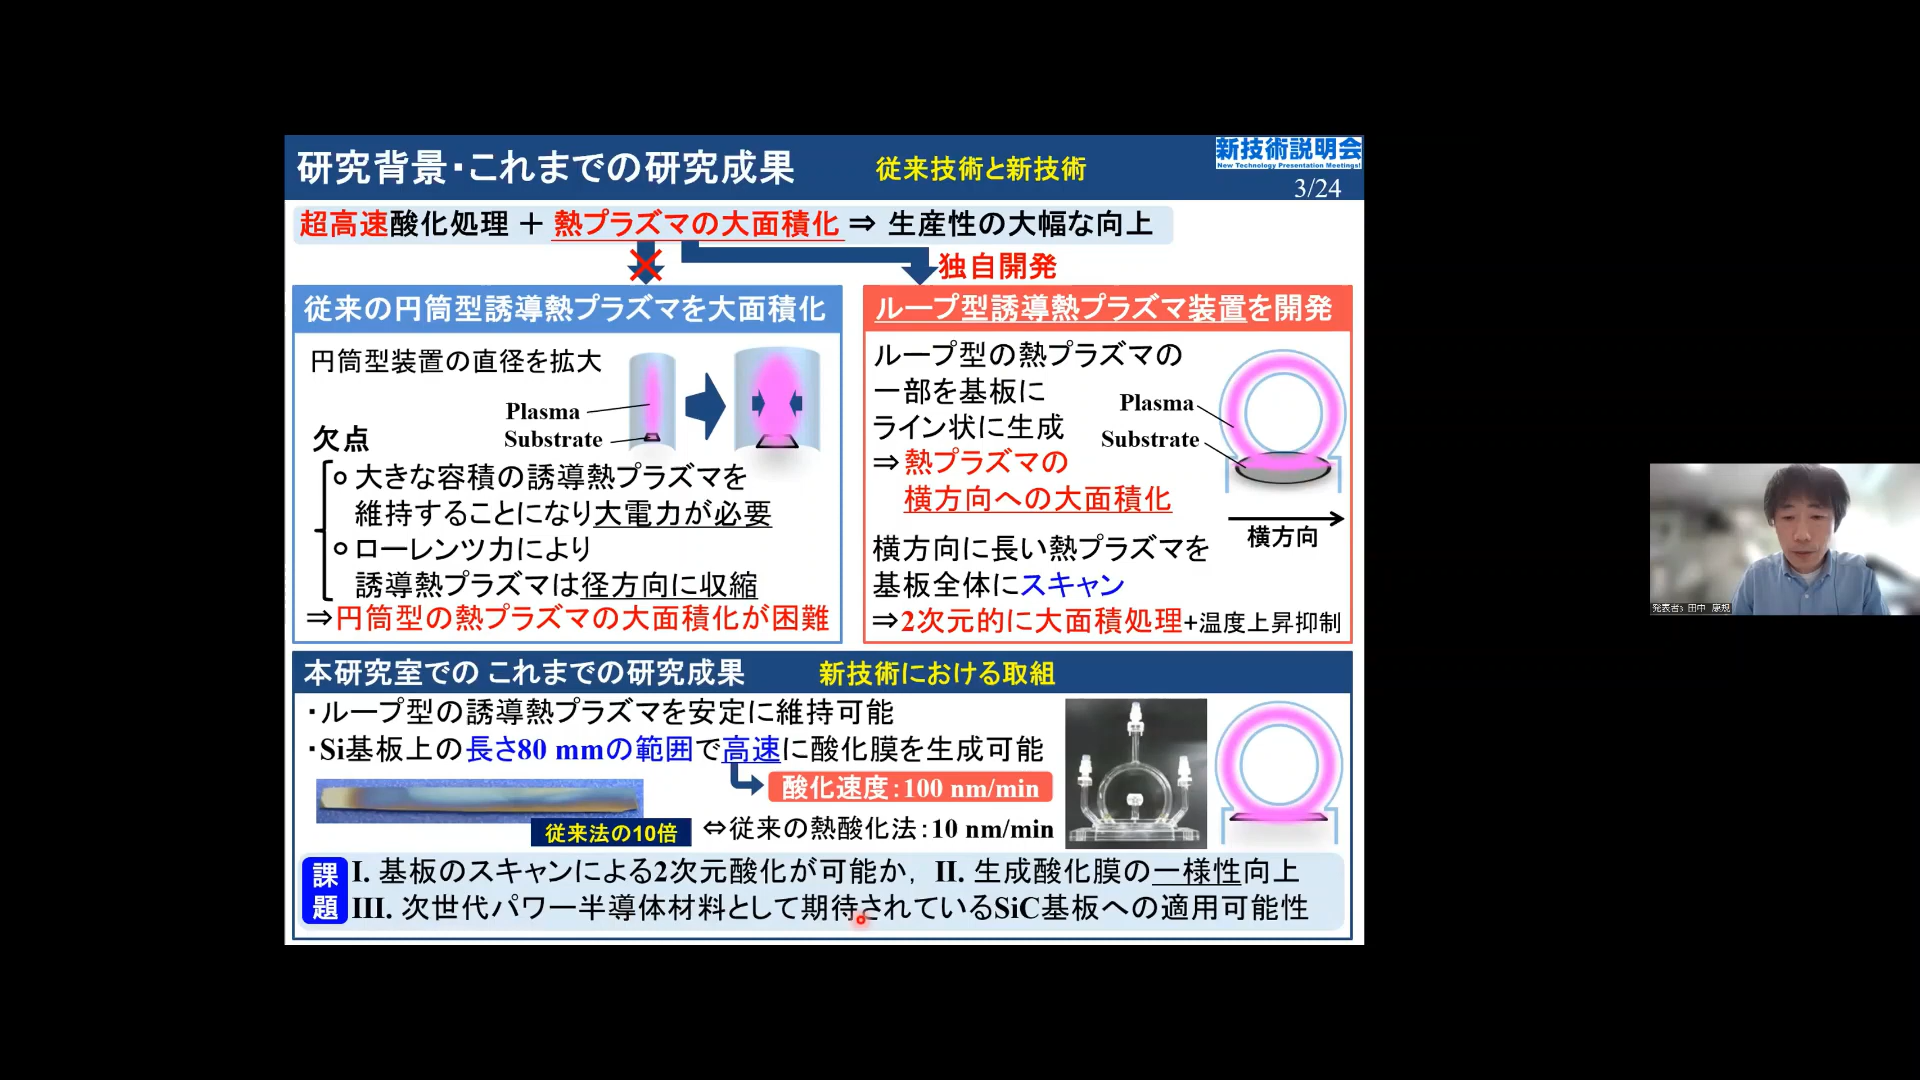 研究背景・これまでの研究成果
従来技術と新技術
新技術説明会
New Technology Presentation Meetings!
3/24
超高速酸化処理 + 熱プラズマの大面積化 ⇒ 生産性の大幅な向上
独自開発
従来の円筒型誘導熱プラズマを大面積化
円筒型装置の直径を拡大
Plasma
Substrate
欠点
大きな容積の誘導熱プラズマを
維持することになり大電力が必要
ローレンツ力により
誘導熱プラズマは径方向に収縮
⇒円筒型の熱プラズマの大面積化が困難
ループ型誘導熱プラズマ装置を開発
ループ型の熱プラズマの
一部を基板に
ライン状に生成
⇒熱プラズマの
横方向への大面積化
Plasma
Substrate
横方向
横方向に長い熱プラズマを
基板全体にスキャン
⇒2次元的に大面積処理+温度上昇抑制
本研究室での これまでの研究成果
新技術における取組
・ループ型の誘導熱プラズマを安定に維持可能
・Si基板上の長さ80 mmの範囲で高速に酸化膜を生成可能
酸化速度：100 nm/min
従来法の10倍
⇔従来の熱酸化法：10 nm/min
課題
I. 基板のスキャンによる2次元酸化が可能か, II. 生成酸化膜の一様性向上
III. 次世代パワー半導体材料として期待されているSiC基板への適用可能性
発表者3 田中 康規